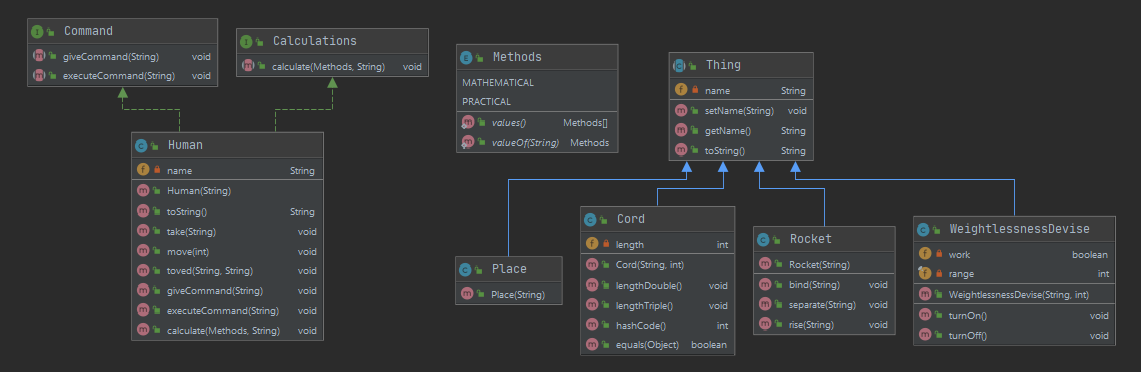 Command
giveCommand(String) void
executeCommand(String) void
Calculations
calculate(Methods, String) void
Methods
MATHEMATICAL
PRACTICAL
values() Methods[]
valueOf(String) Methods
Thing
name String
setName(String) void
getName() String
toString() String
Human
name String
Human(String)
toString() String
take(String) void
move(int) void
toved(String, String) void
giveCommand(String) void
executeCommand(String) void
calculate(Methods, String) void
Place
Place(String)
Cord
length int
Cord(String, int)
lengthDouble() void
lengthTriple() void
hashCode() int
equals(Object) boolean
Rocket
Rocket(String)
bind(String) void
separate(String) void
rise(String) void
WeightlessnessDevise
work boolean
range int
WeightlessnessDevise(String, int)
turnOn() void
turnOff() void